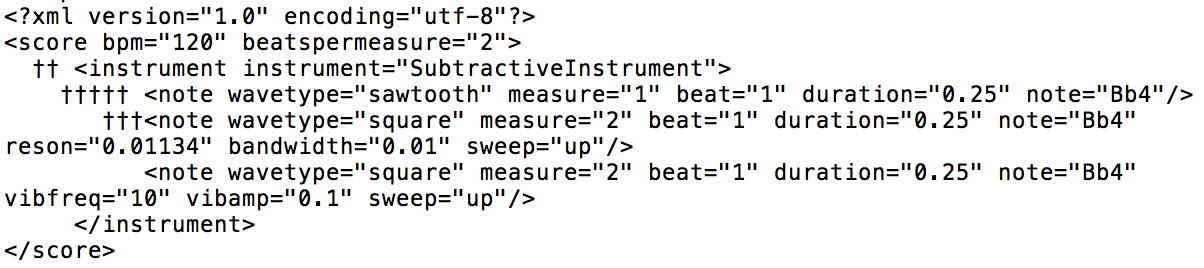 <?xml version="1.0" encoding="utf-8"?>
<score bpm="120" beatspermeasure="2">
  †† <instrument instrument="SubtractiveInstrument">
    ††††† <note wavetype="sawtooth" measure="1" beat="1" duration="0.25" note="Bb4"/>
       †††<note wavetype="square" measure="2" beat="1" duration="0.25" note="Bb4"
reson="0.01134" bandwidth="0.01" sweep="up"/>
          <note wavetype="square" measure="2" beat="1" duration="0.25" note="Bb4"
vibfreq="10" vibamp="0.1" sweep="up"/>
     </instrument>
</score>